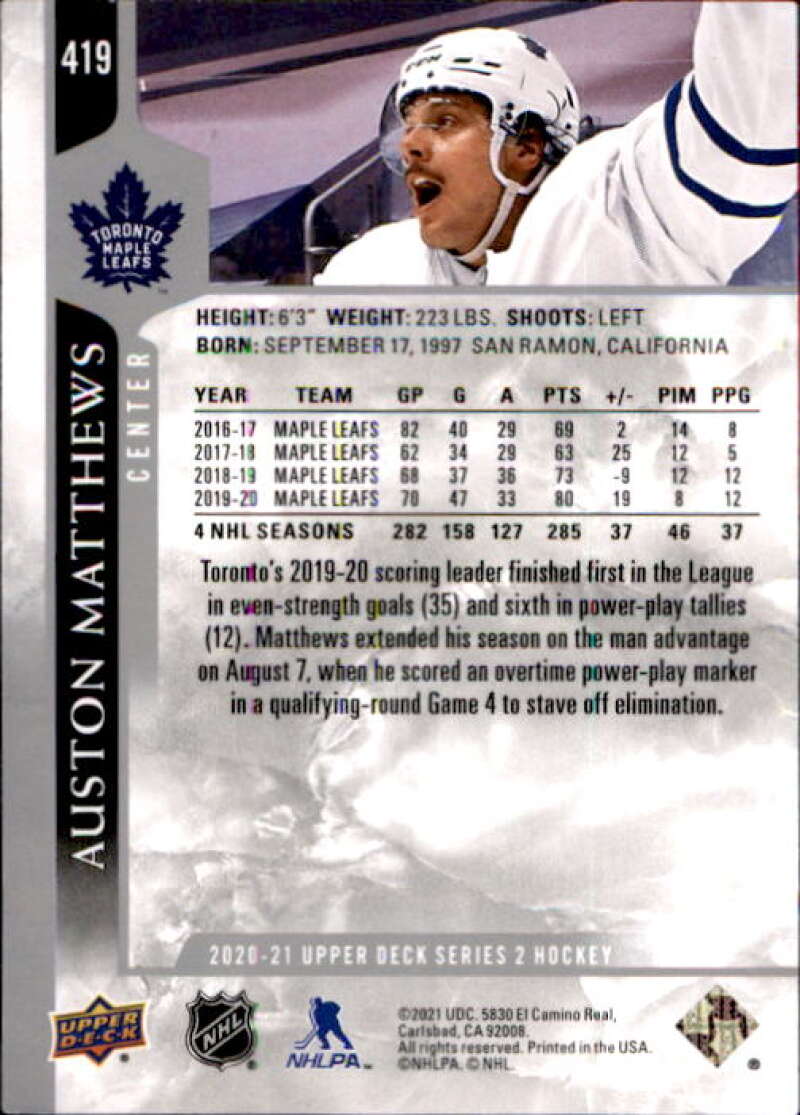 419
TORONTO
MAPLE
LEAFS
AUSTON MATTHEWS
CENTER
HEIGHT: 6'3" WEIGHT: 223 LBS. SHOOTS: LEFT
BORN: SEPTEMBER 17, 1997 SAN RAMON, CALIFORNIA
YEAR TEAM GP G A PTS +/- PIM PPG
2016-17 MAPLE LEAFS 82 40 29 69 2 14 8
2017-18 MAPLE LEAFS 62 34 29 63 25 12 5
2018-19 MAPLE LEAFS 68 37 36 73 -9 12 12
2019-20 MAPLE LEAFS 70 47 33 80 19 8 12
4 NHL SEASONS 282 158 127 285 37 46 37
Toronto's 2019-20 scoring leader finished first in the League
in even-strength goals (35) and sixth in power-play tallies
(12). Matthews extended his season on the man advantage
on August 7, when he scored an overtime power-play marker
in a qualifying-round Game 4 to stave off elimination.
2020-21 UPPER DECK SERIES 2 HOCKEY
UPPER
D·E·C·K
NHL
NHLPA
©2021 UDC. 5830 El Camino Real,
Carlsbad, CA 92008.
All rights reserved. Printed in the USA.
©NHLPA. © NHL.